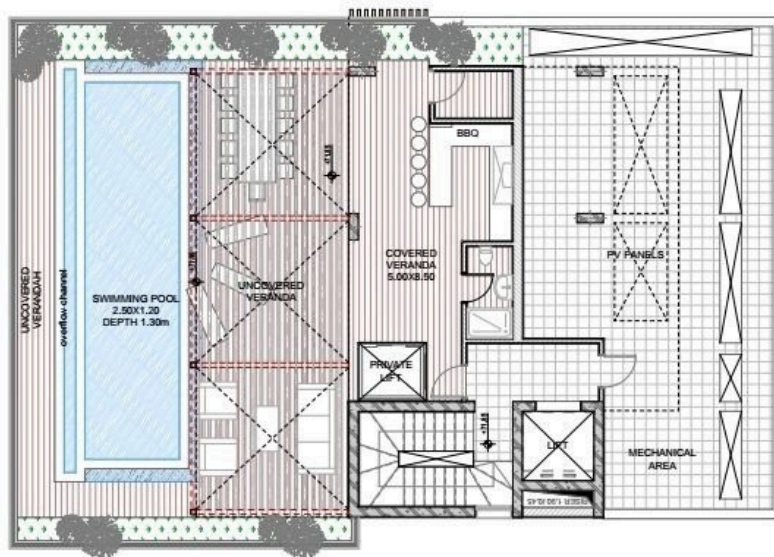 BBQ
UNCOVERED
VERANDAH
overflow channel
SWIMMING POOL
2.50X1.20
DEPTH 1.30m
UNCOVERED
VERANDA
COVERED
VERANDA
5.00X8.50
PV PANELS
PRIVATE
LIFT
LIFT
MECHANICAL
AREA